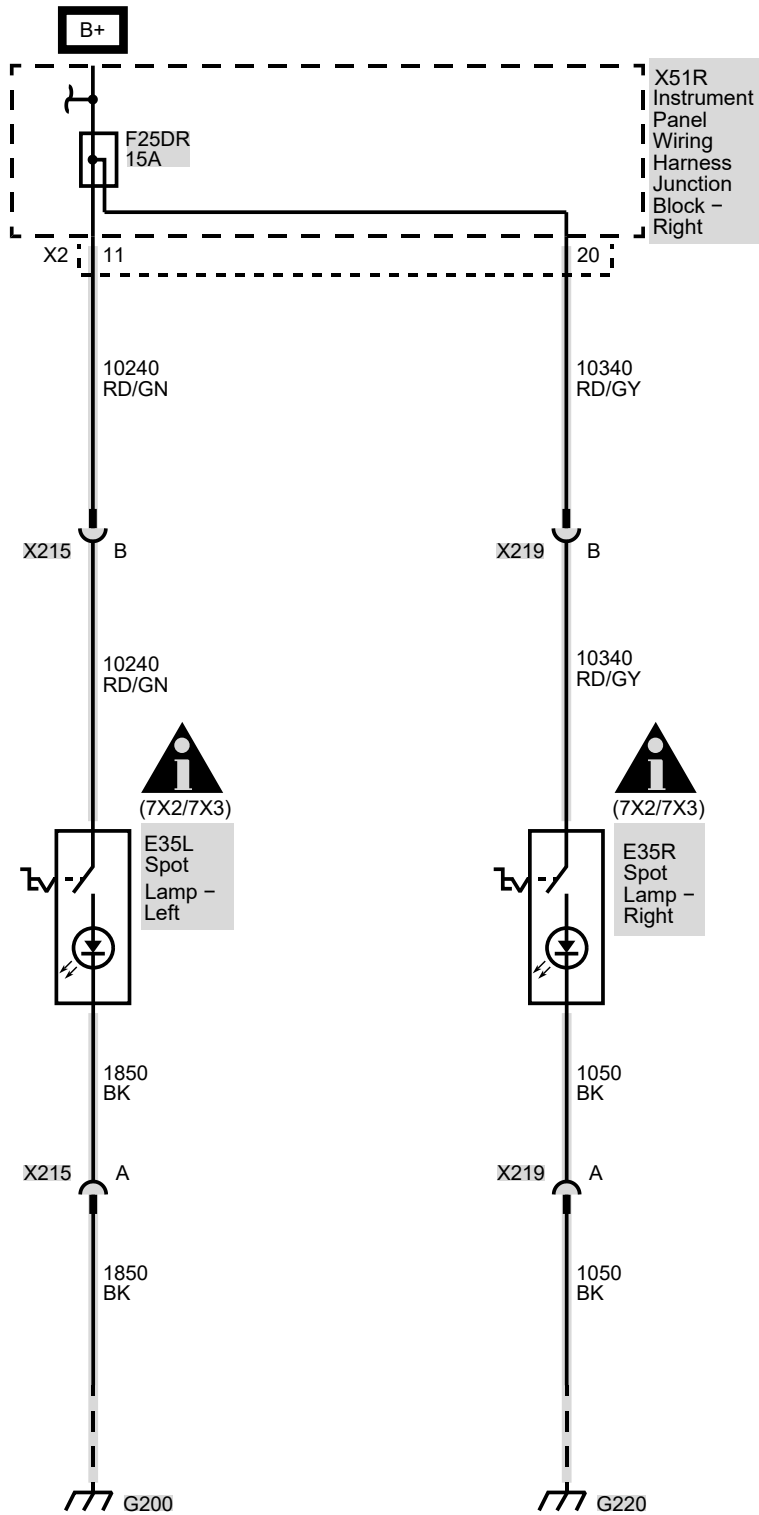 B+
X51R
Instrument
Panel
Wiring
Harness
Junction
Block –
Right
F25DR
15A
X2 11 20
10240
RD/GN
10340
RD/GY
X215 B
X219 B
10240
RD/GN
10340
RD/GY
(7X2/7X3)
E35L
Spot
Lamp –
Left
(7X2/7X3)
E35R
Spot
Lamp –
Right
1850
BK
1050
BK
X215 A
X219 A
1850
BK
1050
BK
G200
G220